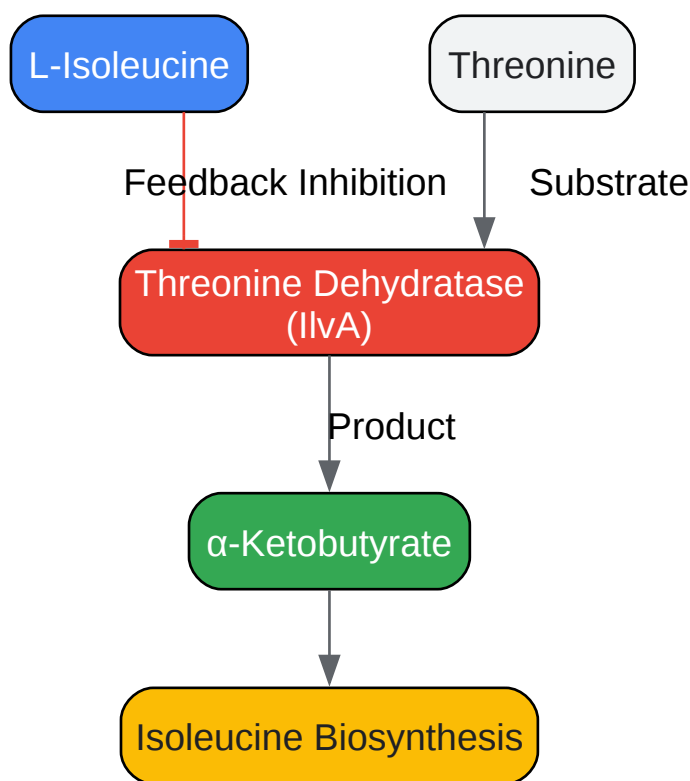 L-Isoleucine
Threonine
Feedback Inhibition
Substrate
Threonine Dehydratase
(IlvA)
Product
α-Ketobutyrate
Isoleucine Biosynthesis